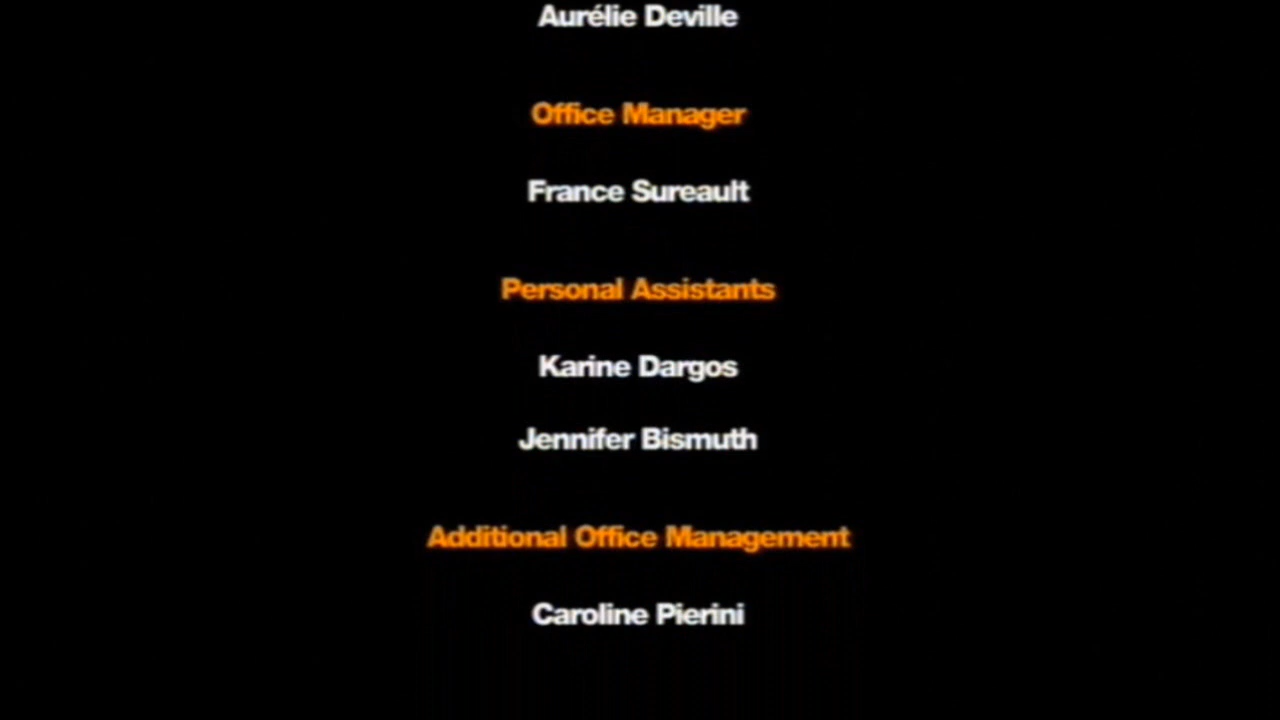 Aurélie Deville
Office Manager
France Sureault
Personal Assistants
Karine Dargos
Jennifer Bismuth
Additional Office Management
Caroline Pierini